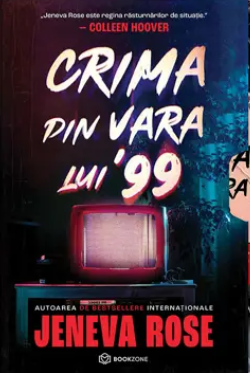 „Jeneva Rose este regina răsturnărilor de situație.”
— COLLEEN HOOVER
CRIMA
DIN VARA
LUI '99
AUTOAREA DE BESTSELLERE INTERNAȚIONALE
JENEVA ROSE
BOOKZONE